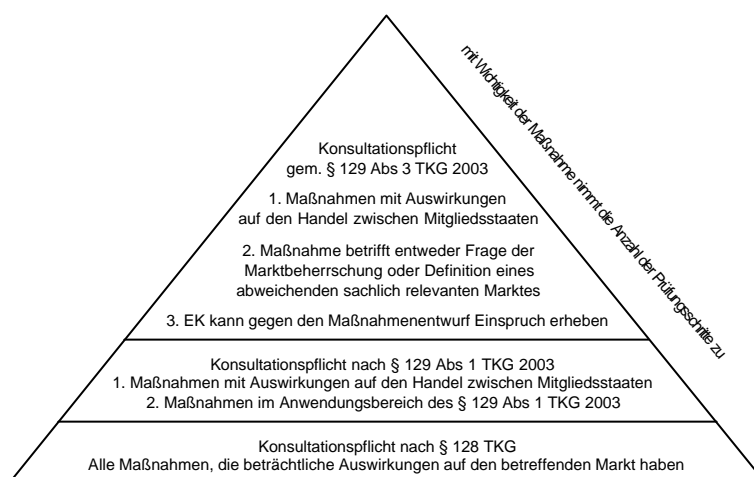 mit Wichtigkeit der Maßnahme nimmt die Anzahl der Prüfungsschritte zu
Konsultationspflicht
gem. § 129 Abs 3 TKG 2003
1. Maßnahmen mit Auswirkungen
auf den Handel zwischen Mitgliedsstaaten
2. Maßnahme betrifft entweder Frage der
Marktbeherrschung oder Definition eines
abweichenden sachlich relevanten Marktes
3. EK kann gegen den Maßnahmenentwurf Einspruch erheben
Konsultationspflicht nach § 129 Abs 1 TKG 2003
1. Maßnahmen mit Auswirkungen auf den Handel zwischen Mitgliedsstaaten
2. Maßnahmen im Anwendungsbereich des § 129 Abs 1 TKG 2003
Konsultationspflicht nach § 128 TKG
Alle Maßnahmen, die beträchtliche Auswirkungen auf den betreffenden Markt haben